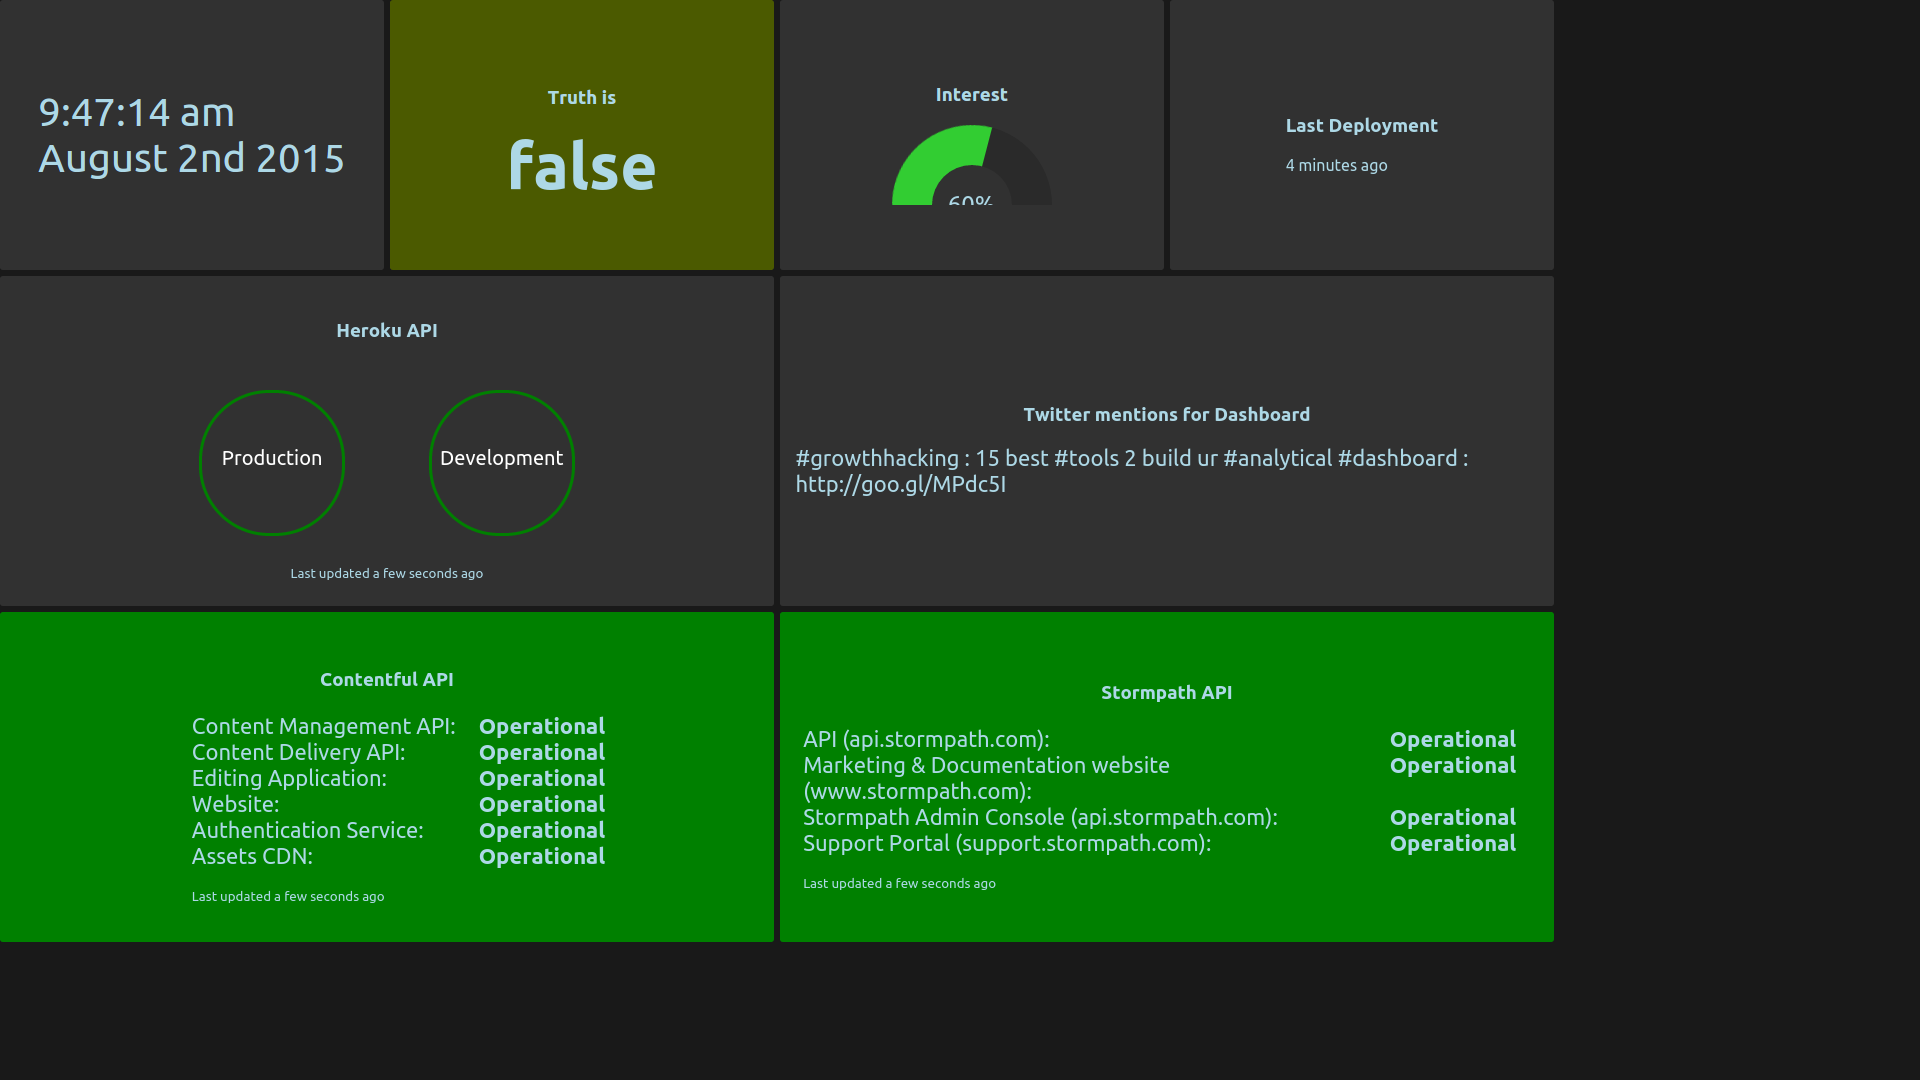 9:47:14 am
August 2nd 2015
Truth is
false
Interest
60%
Last Deployment
4 minutes ago
Heroku API
Production
Development
Last updated a few seconds ago
Twitter mentions for Dashboard
#growthhacking : 15 best #tools 2 build ur #analytical #dashboard :
http://goo.gl/MPdc5I
Contentful API
Content Management API: Operational
Content Delivery API: Operational
Editing Application: Operational
Website: Operational
Authentication Service: Operational
Assets CDN: Operational
Last updated a few seconds ago
Stormpath API
API (api.stormpath.com): Operational
Marketing & Documentation website Operational
(www.stormpath.com):
Stormpath Admin Console (api.stormpath.com): Operational
Support Portal (support.stormpath.com): Operational
Last updated a few seconds ago